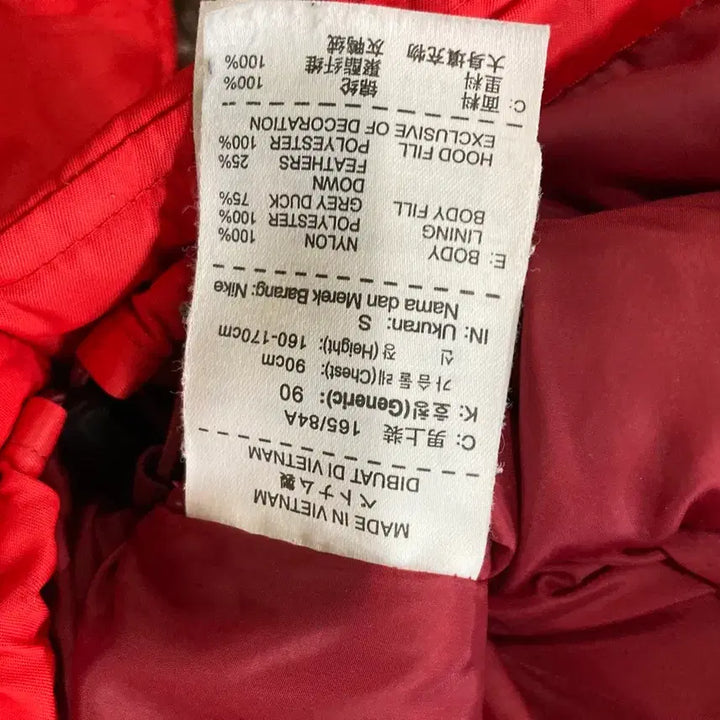 MADE IN VIETNAM
ベトナム製
DIBUAT DI VIETNAM
C: 男上装 165/84A
K: 호칭(Generic): 90
가슴둘레(Chest): 90cm
신 장(Height): 160-170cm
IN: Ukuran: S
Nama dan Merek Barang: Nike
E: BODY NYLON 100%
LINING POLYESTER 100%
BODY FILL GREY DUCK 75%
DOWN
FEATHERS 25%
HOOD FILL POLYESTER 100%
EXCLUSIVE OF DECORATION
C: 面料 锦纶 100%
里料 聚酯纤维 100%
大身填充物 灰鸭绒